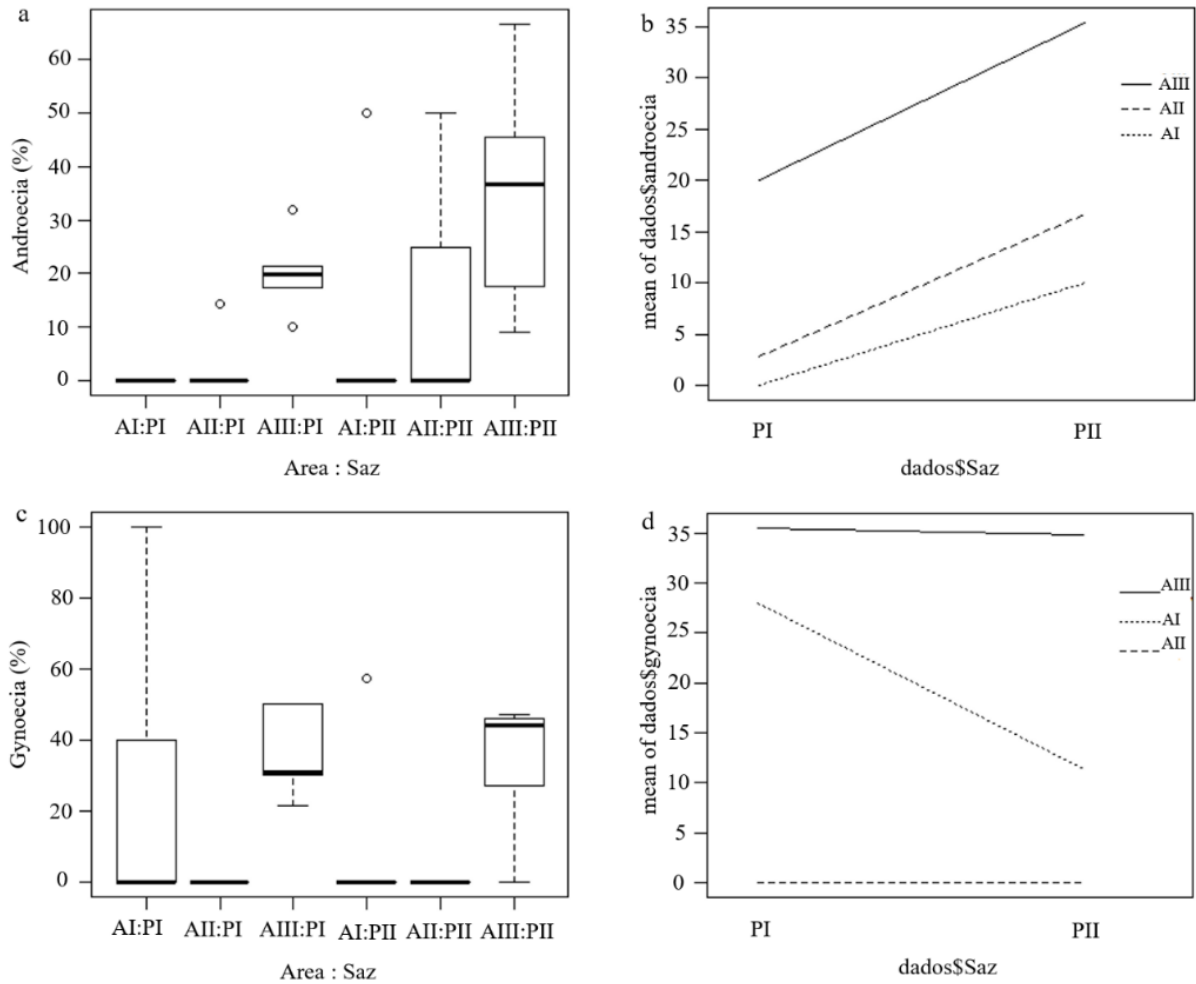 a
Androecia (%)
60
50
40
30
20
10
0
AI:PI AII:PI AIII:PI AI:PII AII:PII AIII:PII
Area : Saz
b
mean of dados$androecia
35
30
25
20
15
10
5
0
AIII
AII
AI
PI PII
dados$Saz
c
Gynoecia (%)
100
80
60
40
20
0
AI:PI AII:PI AIII:PI AI:PII AII:PII AIII:PII
Area : Saz
d
mean of dados$gynoecia
35
30
25
20
15
10
5
0
AIII
AI
AII
PI PII
dados$Saz